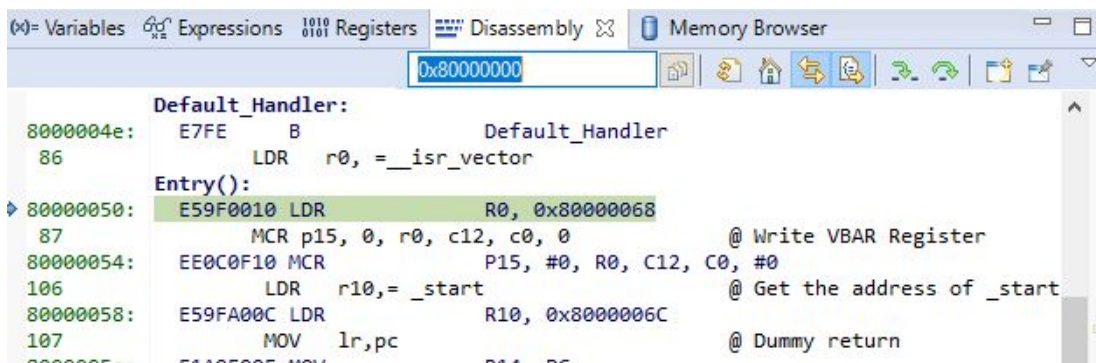 (x)= Variables Expressions 1010 0101 Registers Disassembly Memory Browser
0x80000000
Default_Handler:
8000004e: E7FE B Default_Handler
86 LDR r0, =__isr_vector
Entry():
80000050: E59F0010 LDR R0, 0x80000068
87 MCR p15, 0, r0, c12, c0, 0 @ Write VBAR Register
80000054: EE0C0F10 MCR P15, #0, R0, C12, C0, #0
106 LDR r10,= _start @ Get the address of _start
80000058: E59FA00C LDR R10, 0x8000006C
107 MOV lr,pc @ Dummy return